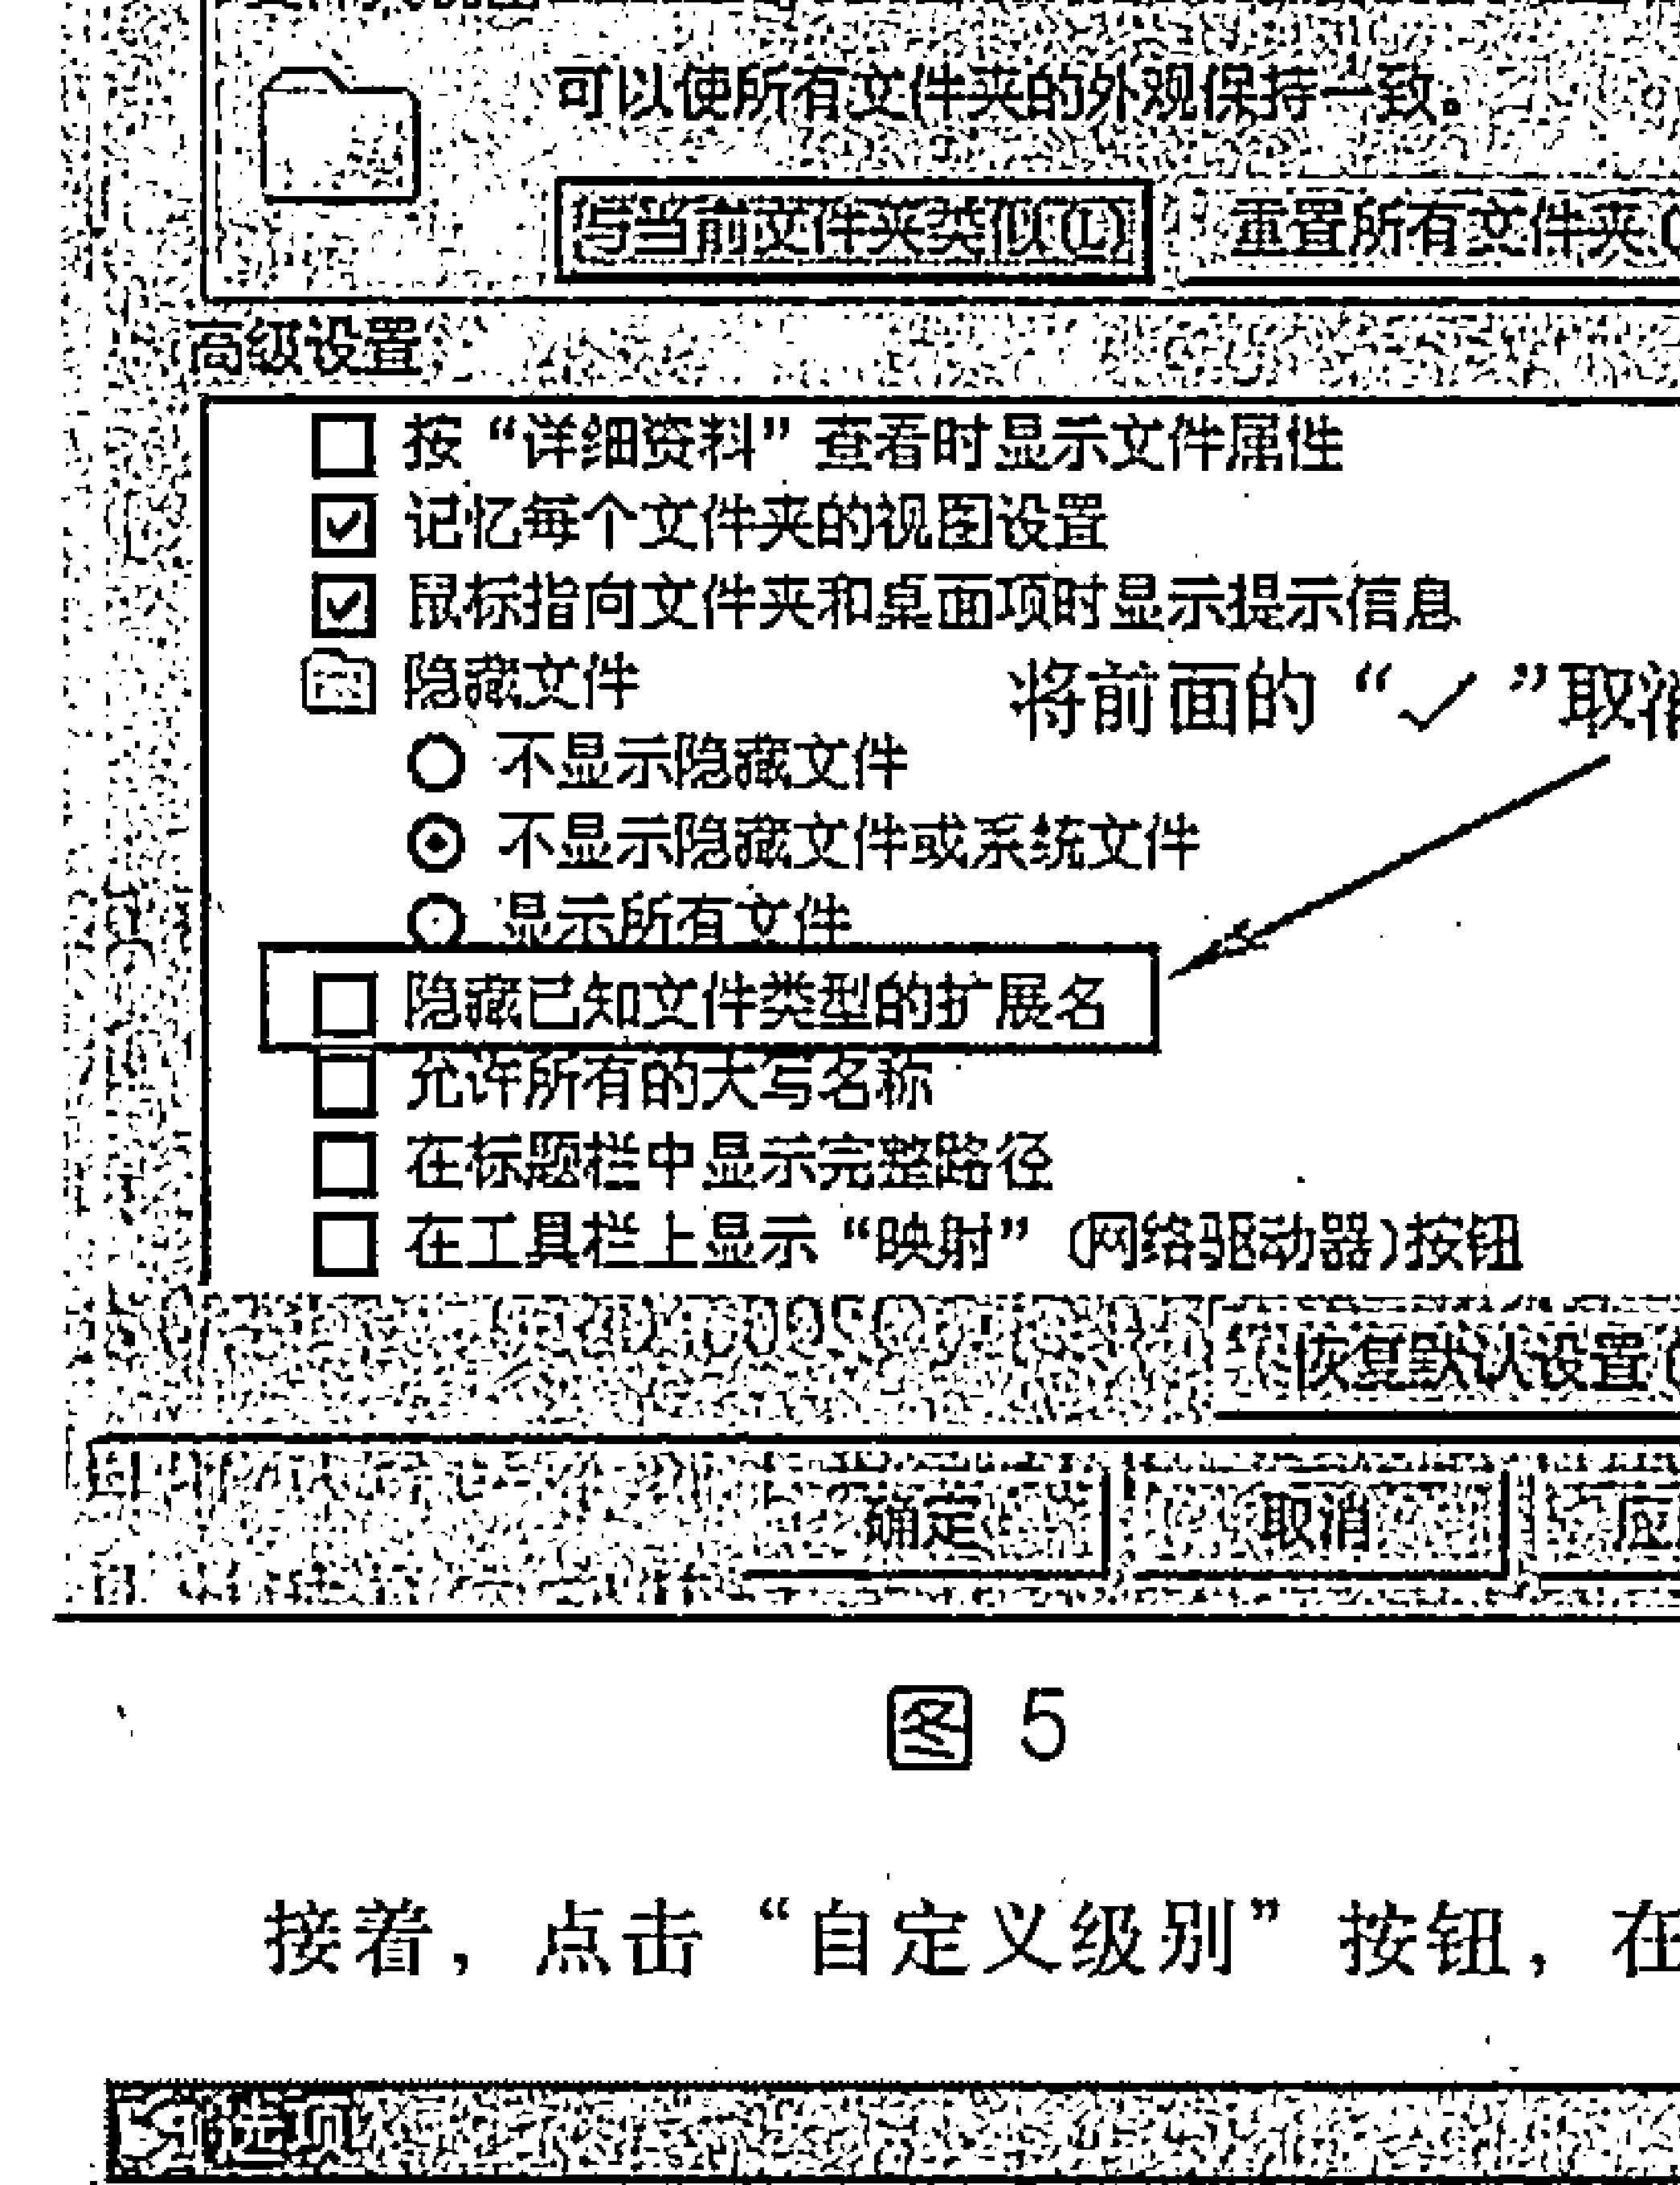 可以使所有文件夹的外观保持一致。
与当前文件夹类似(L) 重置所有文件夹(
高级设置
按“详细资料”查看时显示文件属性
记忆每个文件夹的视图设置
鼠标指向文件夹和桌面项时显示提示信息
隐藏文件
将前面的“✓”取消
不显示隐藏文件
不显示隐藏文件或系统文件
显示所有文件
隐藏已知文件类型的扩展名
允许所有的大写名称
在标题栏中显示完整路径
在工具栏上显示“映射”(网络驱动器)按钮
恢复默认设置(
确定 取消
图 5
接着，点击“自定义级别”按钮，在
选项